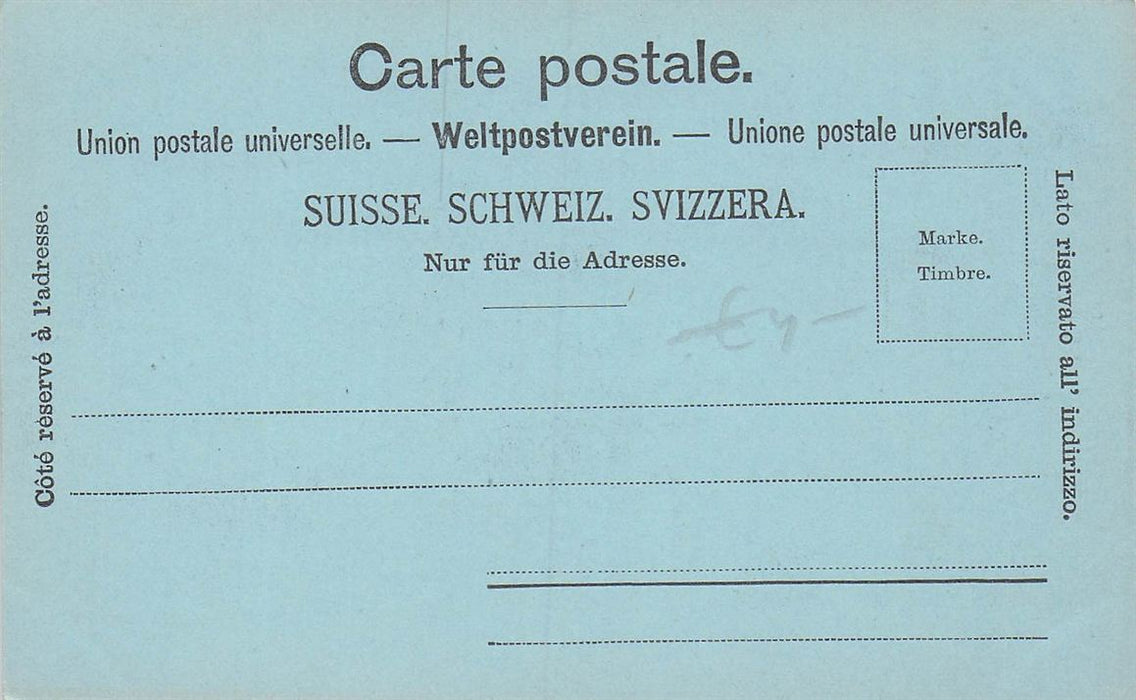 Carte postale.
Union postale universelle. — Weltpostverein. — Unione postale universale.
SUISSE. SCHWEIZ. SVIZZERA.
Nur für die Adresse.
Marke.
Timbre.
Côté réservé à l'adresse.
Lato riservato all' indirizzo.